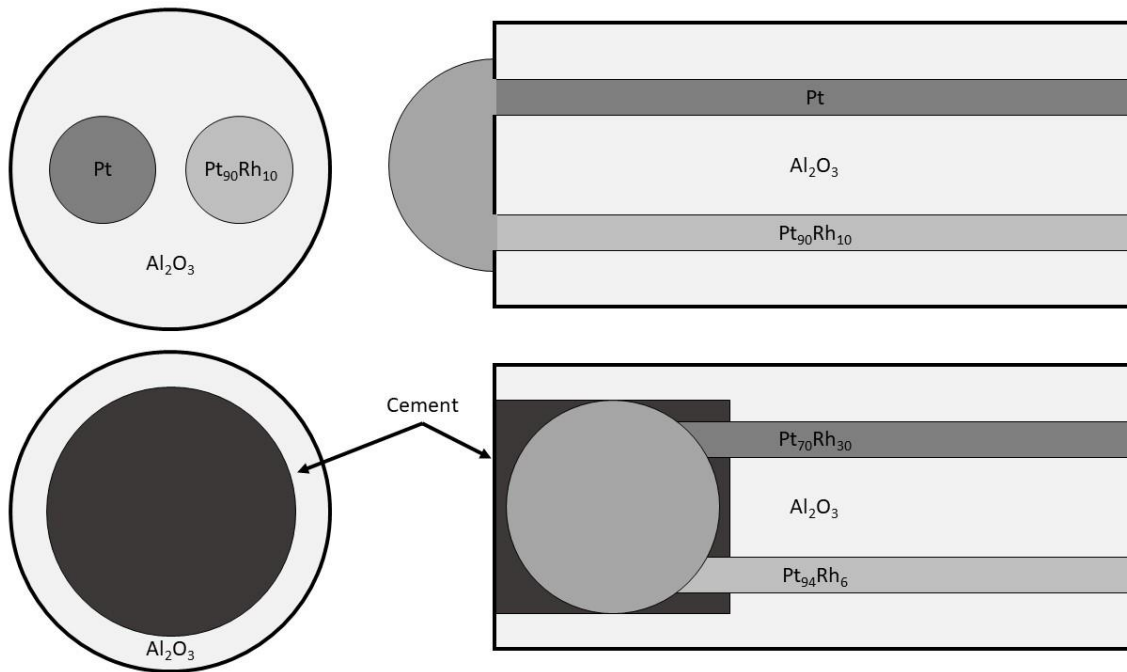 Pt
Pt₉₀Rh₁₀
Al₂O₃
Pt
Al₂O₃
Pt₉₀Rh₁₀
Cement
Al₂O₃
Pt₇₀Rh₃₀
Al₂O₃
Pt₉₄Rh₆